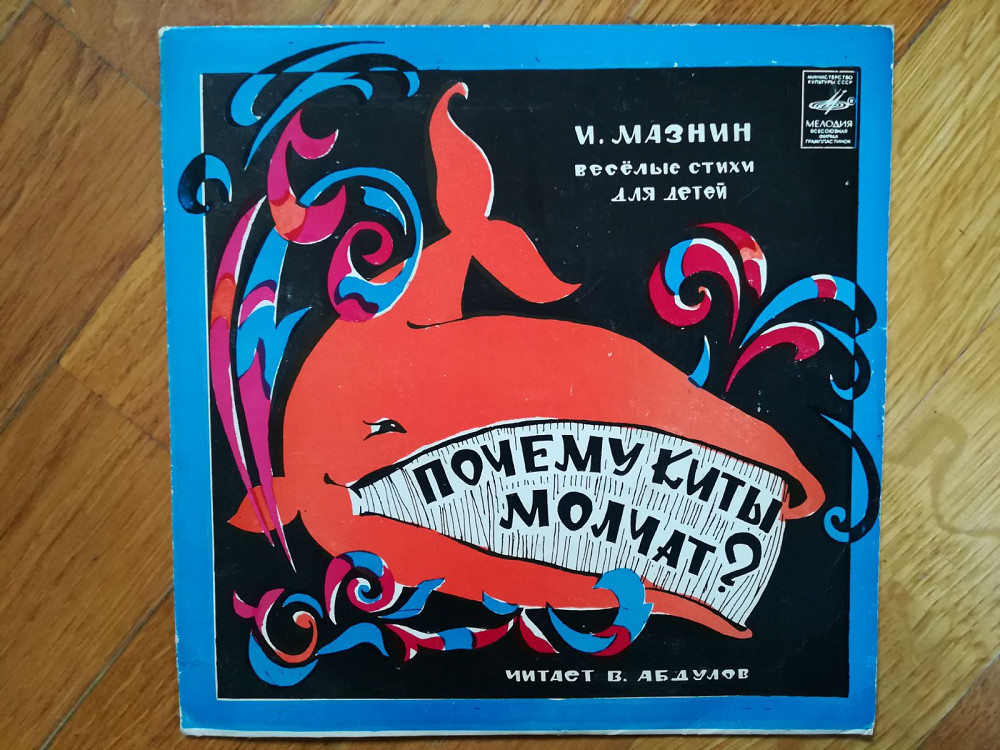 И. МАЗНИН
ВЕСЁЛЫЕ СТИХИ
ДЛЯ ДЕТЕЙ
МИНИСТЕРСТВО
КУЛЬТУРЫ СССР
МЕЛОДИЯ
ВСЕСОЮЗНАЯ
ФИРМА
ГРАМПЛАСТИНОК
ПОЧЕМУ КИТЫ
МОЛЧАТ?
ЧИТАЕТ В. АБДУЛОВ